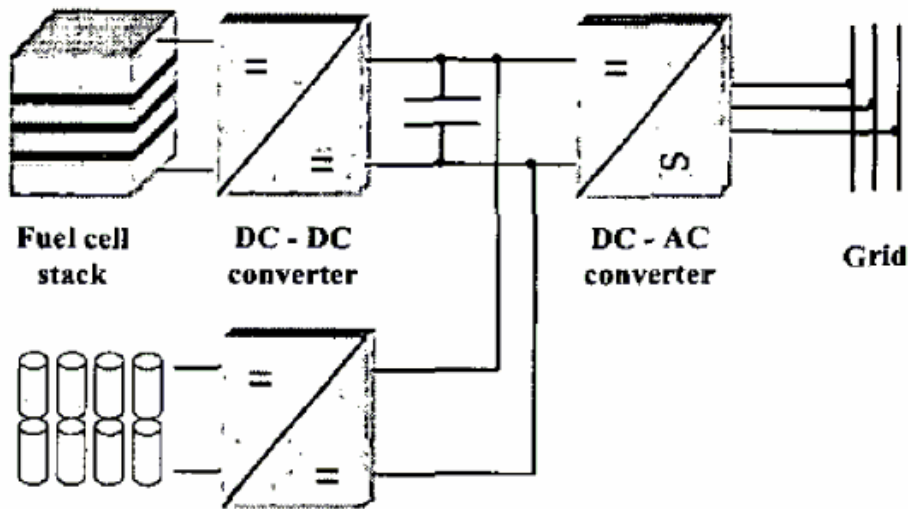 Fuel cell
stack
DC - DC
converter
DC - AC
converter
Grid